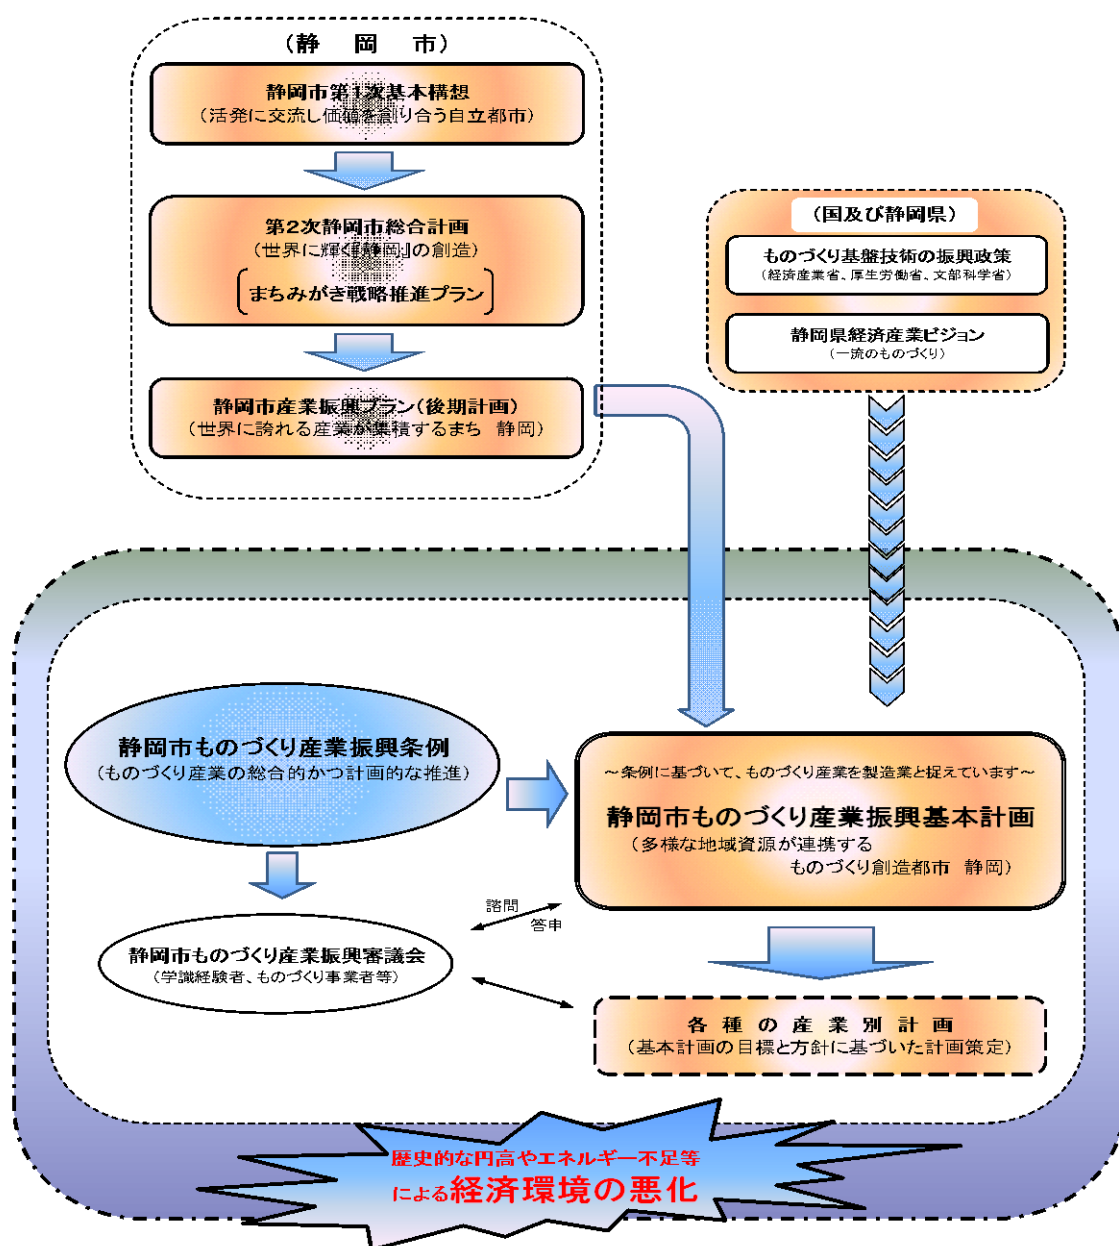 （静　岡　市）
静岡市第1次基本構想
（活発に交流し価値を創り合う自立都市）
第2次静岡市総合計画
（世界に輝く『静岡』の創造）
まちみがき戦略推進プラン
静岡市産業振興プラン（後期計画）
（世界に誇れる産業が集積するまち　静岡）
（国及び静岡県）
ものづくり基盤技術の振興政策
（経済産業省、厚生労働省、文部科学省）
静岡県経済産業ビジョン
（一流のものづくり）
静岡市ものづくり産業振興条例
（ものづくり産業の総合的かつ計画的な推進）
～条例に基づいて、ものづくり産業を製造業と捉えています～
静岡市ものづくり産業振興基本計画
（多様な地域資源が連携する
ものづくり創造都市　静岡）
諮問
答申
静岡市ものづくり産業振興審議会
（学識経験者、ものづくり事業者等）
各種の産業別計画
（基本計画の目標と方針に基づいた計画策定）
歴史的な円高やエネルギー不足等
による経済環境の悪化